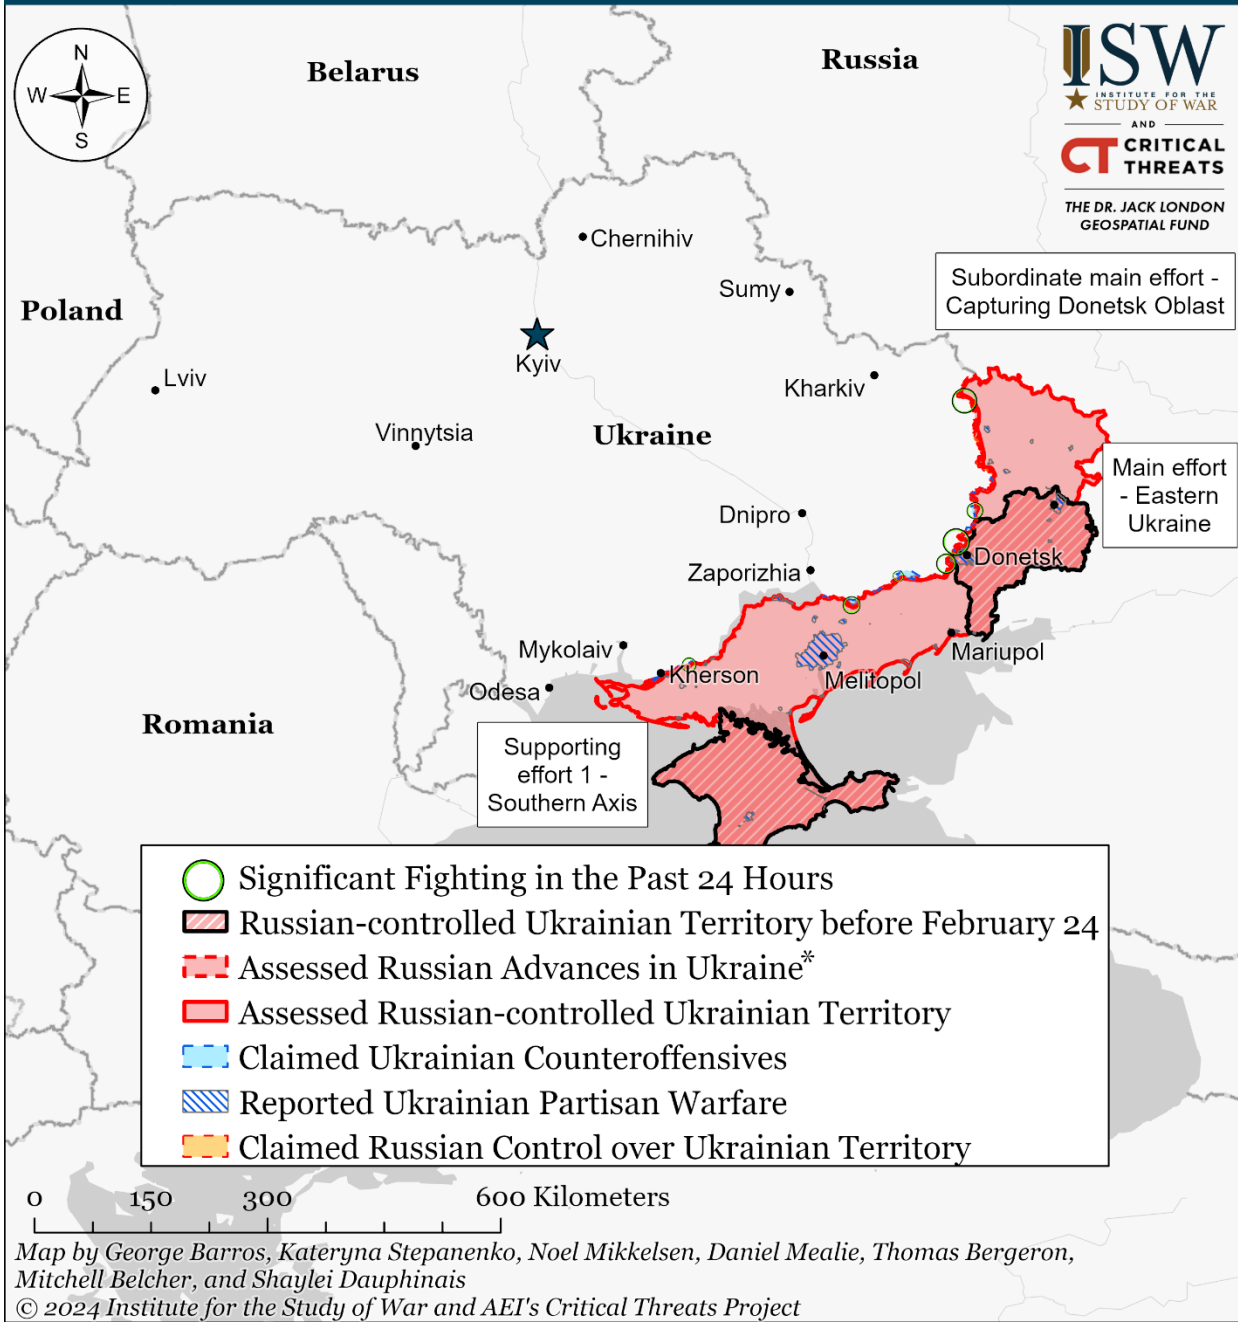 N
W
E
S
Belarus
Russia
ISW
INSTITUTE FOR THE
STUDY OF WAR
AND
CT CRITICAL
THREATS
THE DR. JACK LONDON
GEOSPATIAL FUND
Chernihiv
Sumy
Subordinate main effort -
Capturing Donetsk Oblast
Poland
Kyiv
Lviv
Kharkiv
Vinnytsia
Ukraine
Main effort
- Eastern
Ukraine
Dnipro
Donetsk
Zaporizhia
Mykolaiv
Mariupol
Kherson
Melitopol
Odesa
Romania
Supporting
effort 1 -
Southern Axis
Significant Fighting in the Past 24 Hours
Russian-controlled Ukrainian Territory before February 24
Assessed Russian Advances in Ukraine*
Assessed Russian-controlled Ukrainian Territory
Claimed Ukrainian Counteroffensives
Reported Ukrainian Partisan Warfare
Claimed Russian Control over Ukrainian Territory
0 150 300 600 Kilometers
Map by George Barros, Kateryna Stepanenko, Noel Mikkelsen, Daniel Mealie, Thomas Bergeron,
Mitchell Belcher, and Shaylei Dauphinais
© 2024 Institute for the Study of War and AEI's Critical Threats Project